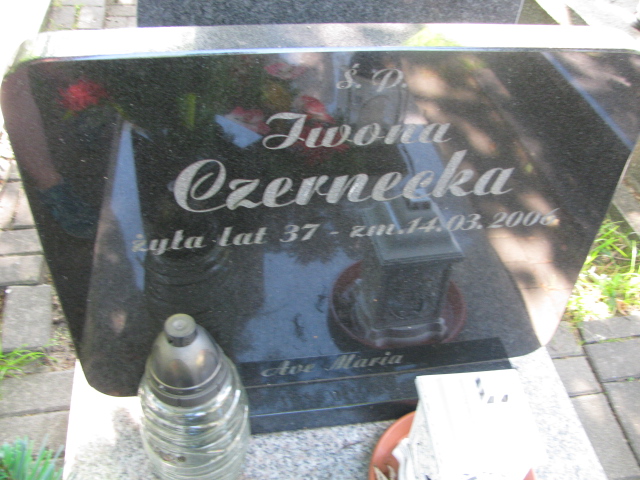 Ś. P.
Iwona
Czernecka
żyła lat 37 - zm. 14.03.2006
Ave Maria